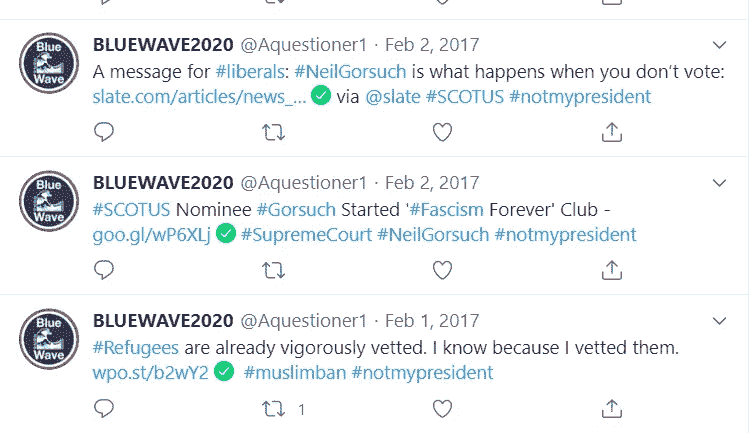 Blue
Wave
BLUEWAVE2020 @Aquestioner1 · Feb 2, 2017
A message for #liberals: #NeilGorsuch is what happens when you don't vote:
slate.com/articles/news_... via @slate #SCOTUS #notmypresident
Blue
Wave
BLUEWAVE2020 @Aquestioner1 · Feb 2, 2017
#SCOTUS Nominee #Gorsuch Started '#Fascism Forever' Club -
goo.gl/wP6XLj #SupremeCourt #NeilGorsuch #notmypresident
Blue
Wave
BLUEWAVE2020 @Aquestioner1 · Feb 1, 2017
#Refugees are already vigorously vetted. I know because I vetted them.
wpo.st/b2wY2 #muslimban #notmypresident
1